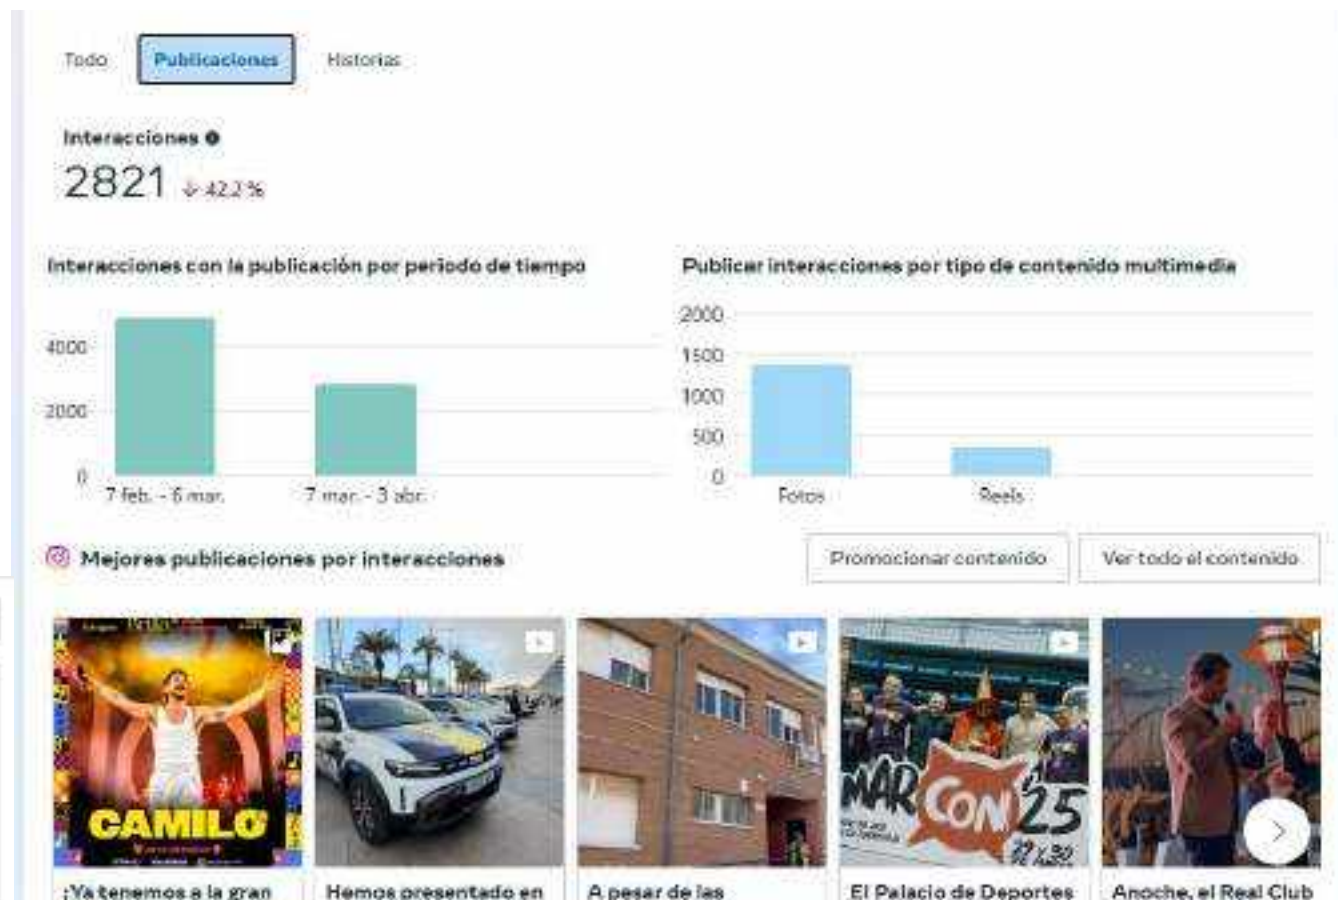 Todo Publicaciones Historias
Interacciones
2821 ↓ 42.2 %
Interacciones con la publicación por periodo de tiempo
4000
2000
0
7 feb. - 6 mar. 7 mar. - 3 abr.
Publicar interacciones por tipo de contenido multimedia
2000
1500
1000
500
0
Fotos Reels
Mejores publicaciones por interacciones
Promocionar contenido Ver todo el contenido
CAMILO
MAR CON 25
¡Ya tenemos a la gran
Hemos presentado en
A pesar de las
El Palacio de Deportes
Anoche, el Real Club